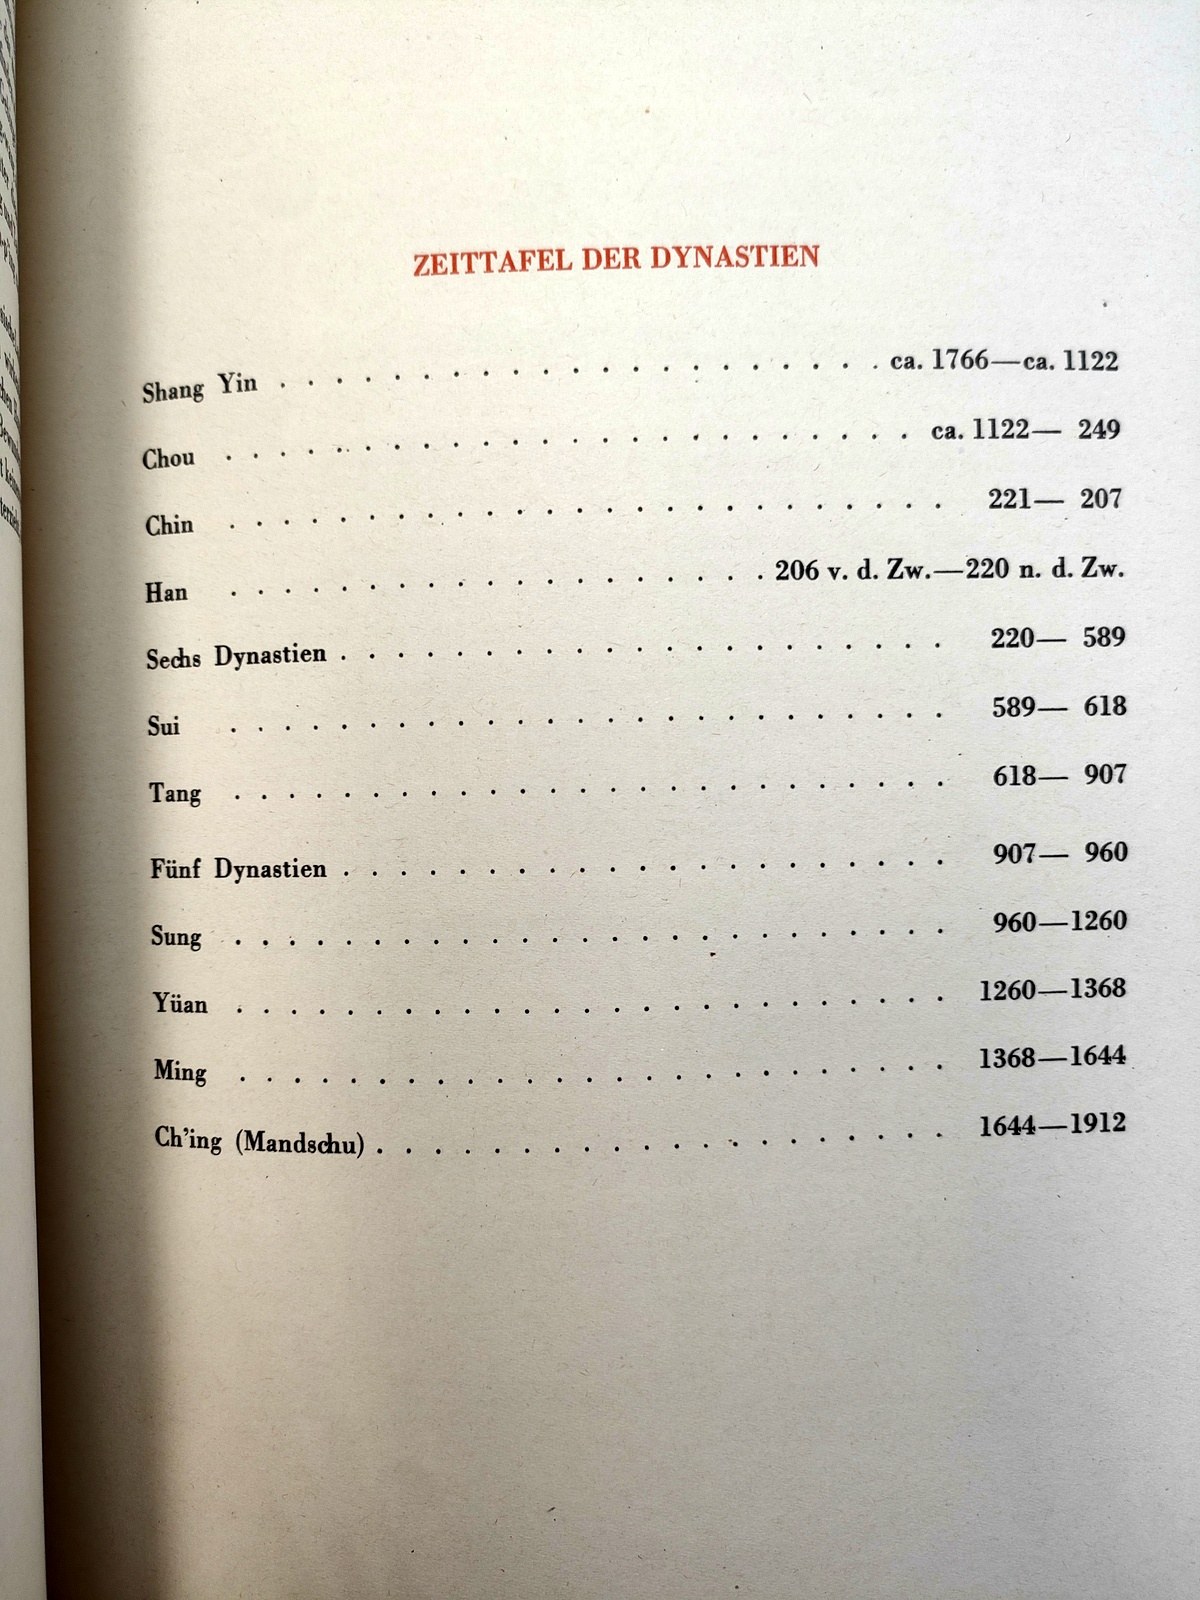 ZEITTAFEL DER DYNASTIEN
Shang Yin . . . . . . . . . . . . . . . . . . . . . ca. 1766—ca. 1122
Chou . . . . . . . . . . . . . . . . . . . . . . . . ca. 1122— 249
Chin . . . . . . . . . . . . . . . . . . . . . . . . . 221— 207
Han . . . . . . . . . . . . . . . . . . . 206 v. d. Zw.—220 n. d. Zw.
Sechs Dynastien . . . . . . . . . . . . . . . . . . . . . 220— 589
Sui . . . . . . . . . . . . . . . . . . . . . . . . . 589— 618
Tang . . . . . . . . . . . . . . . . . . . . . . . . . 618— 907
Fünf Dynastien . . . . . . . . . . . . . . . . . . . . . 907— 960
Sung . . . . . . . . . . . . . . . . . . . . . . . . . 960—1260
Yüan . . . . . . . . . . . . . . . . . . . . . . . . . 1260—1368
Ming . . . . . . . . . . . . . . . . . . . . . . . . . 1368—1644
Ch'ing (Mandschu) . . . . . . . . . . . . . . . . . . . . 1644—1912